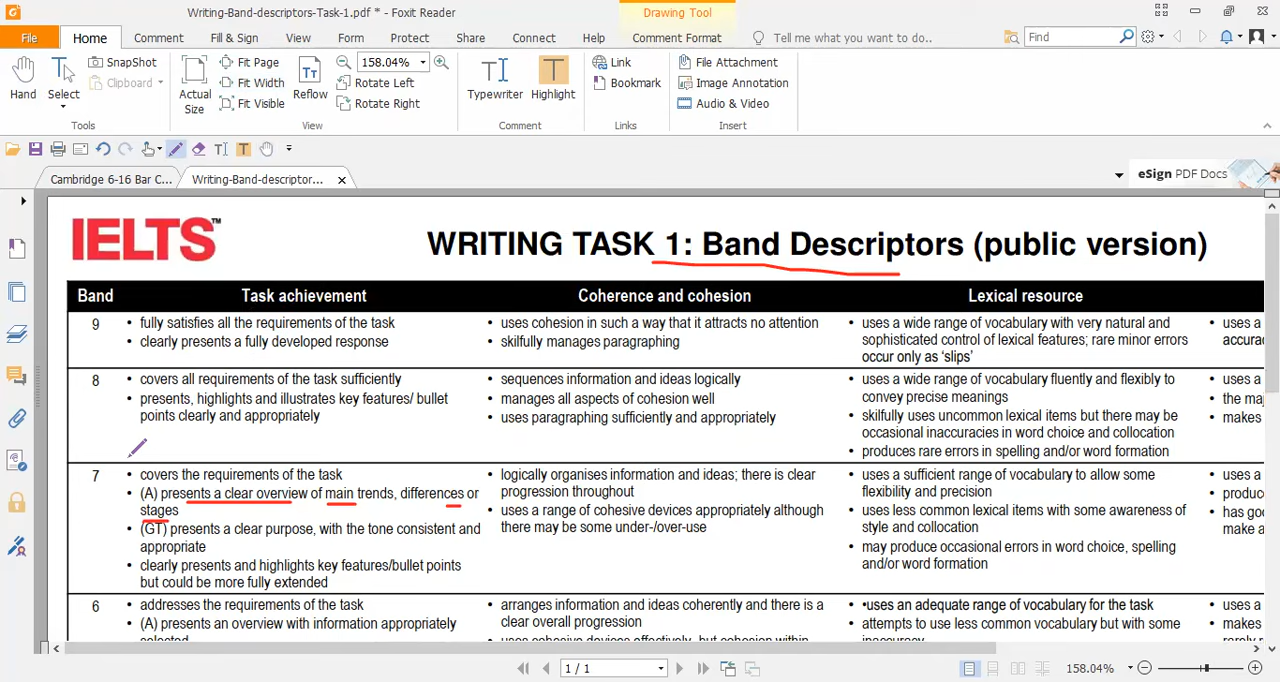 Writing-Band-descriptors-Task-1.pdf * - Foxit Reader
Drawing Tool
File
Home
Comment
Fill & Sign
View
Form
Protect
Share
Connect
Help
Comment Format
Tell me what you want to do..
Find
Hand
Select
SnapShot
Clipboard
Actual
Size
Fit Page
Fit Width
Fit Visible
Reflow
158.04%
Rotate Left
Rotate Right
Typewriter
Highlight
Link
Bookmark
File Attachment
Image Annotation
Audio & Video
Tools
View
Comment
Links
Insert
Cambridge 6-16 Bar C...
Writing-Band-descriptor...
eSign PDF Docs
IELTS™
WRITING TASK 1: Band Descriptors (public version)
Band
Task achievement
Coherence and cohesion
Lexical resource
9
• fully satisfies all the requirements of the task
• clearly presents a fully developed response
• uses cohesion in such a way that it attracts no attention
• skilfully manages paragraphing
• uses a wide range of vocabulary with very natural and
sophisticated control of lexical features; rare minor errors
occur only as ‘slips’
• uses a
accurac
8
• covers all requirements of the task sufficiently
• presents, highlights and illustrates key features/ bullet
points clearly and appropriately
• sequences information and ideas logically
• manages all aspects of cohesion well
• uses paragraphing sufficiently and appropriately
• uses a wide range of vocabulary fluently and flexibly to
convey precise meanings
• skilfully uses uncommon lexical items but there may be
occasional inaccuracies in word choice and collocation
• produces rare errors in spelling and/or word formation
• uses a
• the maj
• makes
7
• covers the requirements of the task
• (A) presents a clear overview of main trends, differences or
stages
• (GT) presents a clear purpose, with the tone consistent and
appropriate
• clearly presents and highlights key features/bullet points
but could be more fully extended
• logically organises information and ideas; there is clear
progression throughout
• uses a range of cohesive devices appropriately although
there may be some under-/over-use
• uses a sufficient range of vocabulary to allow some
flexibility and precision
• uses less common lexical items with some awareness of
style and collocation
• may produce occasional errors in word choice, spelling
and/or word formation
• uses a
• produc
• has goo
make a
6
• addresses the requirements of the task
• (A) presents an overview with information appropriately
selected
• arranges information and ideas coherently and there is a
clear overall progression
uses cohesive devices effectively, but cohesion within
• •uses an adequate range of vocabulary for the task
• attempts to use less common vocabulary but with some
inaccuracy
• uses a
• makes
1 / 1
158.04%